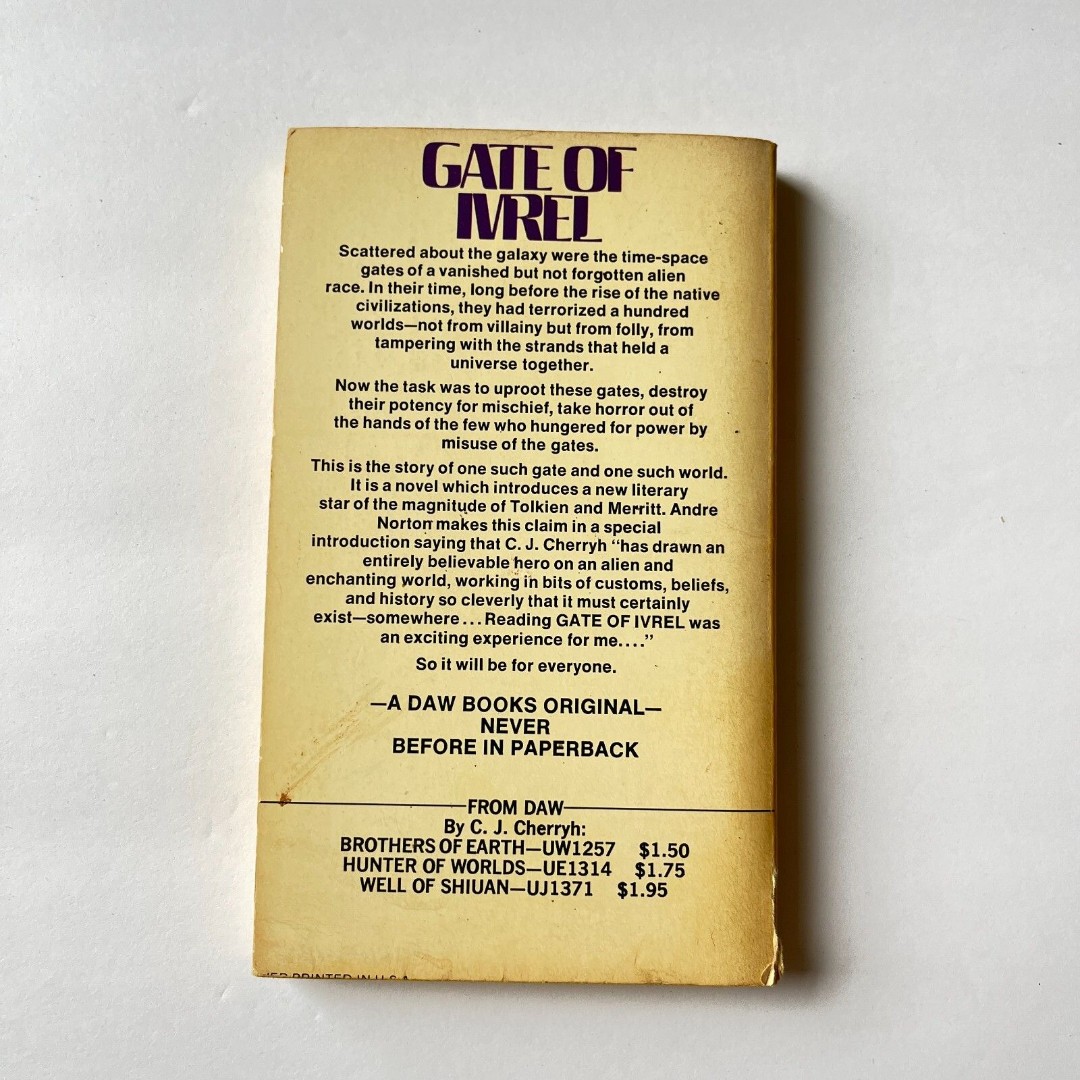 GATE OF
IVREL
Scattered about the galaxy were the time-space
gates of a vanished but not forgotten alien
race. In their time, long before the rise of the native
civilizations, they had terrorized a hundred
worlds—not from villainy but from folly, from
tampering with the strands that held a
universe together.
Now the task was to uproot these gates, destroy
their potency for mischief, take horror out of
the hands of the few who hungered for power by
misuse of the gates.
This is the story of one such gate and one such world.
It is a novel which introduces a new literary
star of the magnitude of Tolkien and Merritt. Andre
Norton makes this claim in a special
introduction saying that C. J. Cherryh "has drawn an
entirely believable hero on an alien and
enchanting world, working in bits of customs, beliefs,
and history so cleverly that it must certainly
exist—somewhere... Reading GATE OF IVREL was
an exciting experience for me...."
So it will be for everyone.
—A DAW BOOKS ORIGINAL—
NEVER
BEFORE IN PAPERBACK
FROM DAW
By C. J. Cherryh:
BROTHERS OF EARTH—UW1257 $1.50
HUNTER OF WORLDS—UE1314 $1.75
WELL OF SHIUAN—UJ1371 $1.95
PRINTED IN U.S.A.